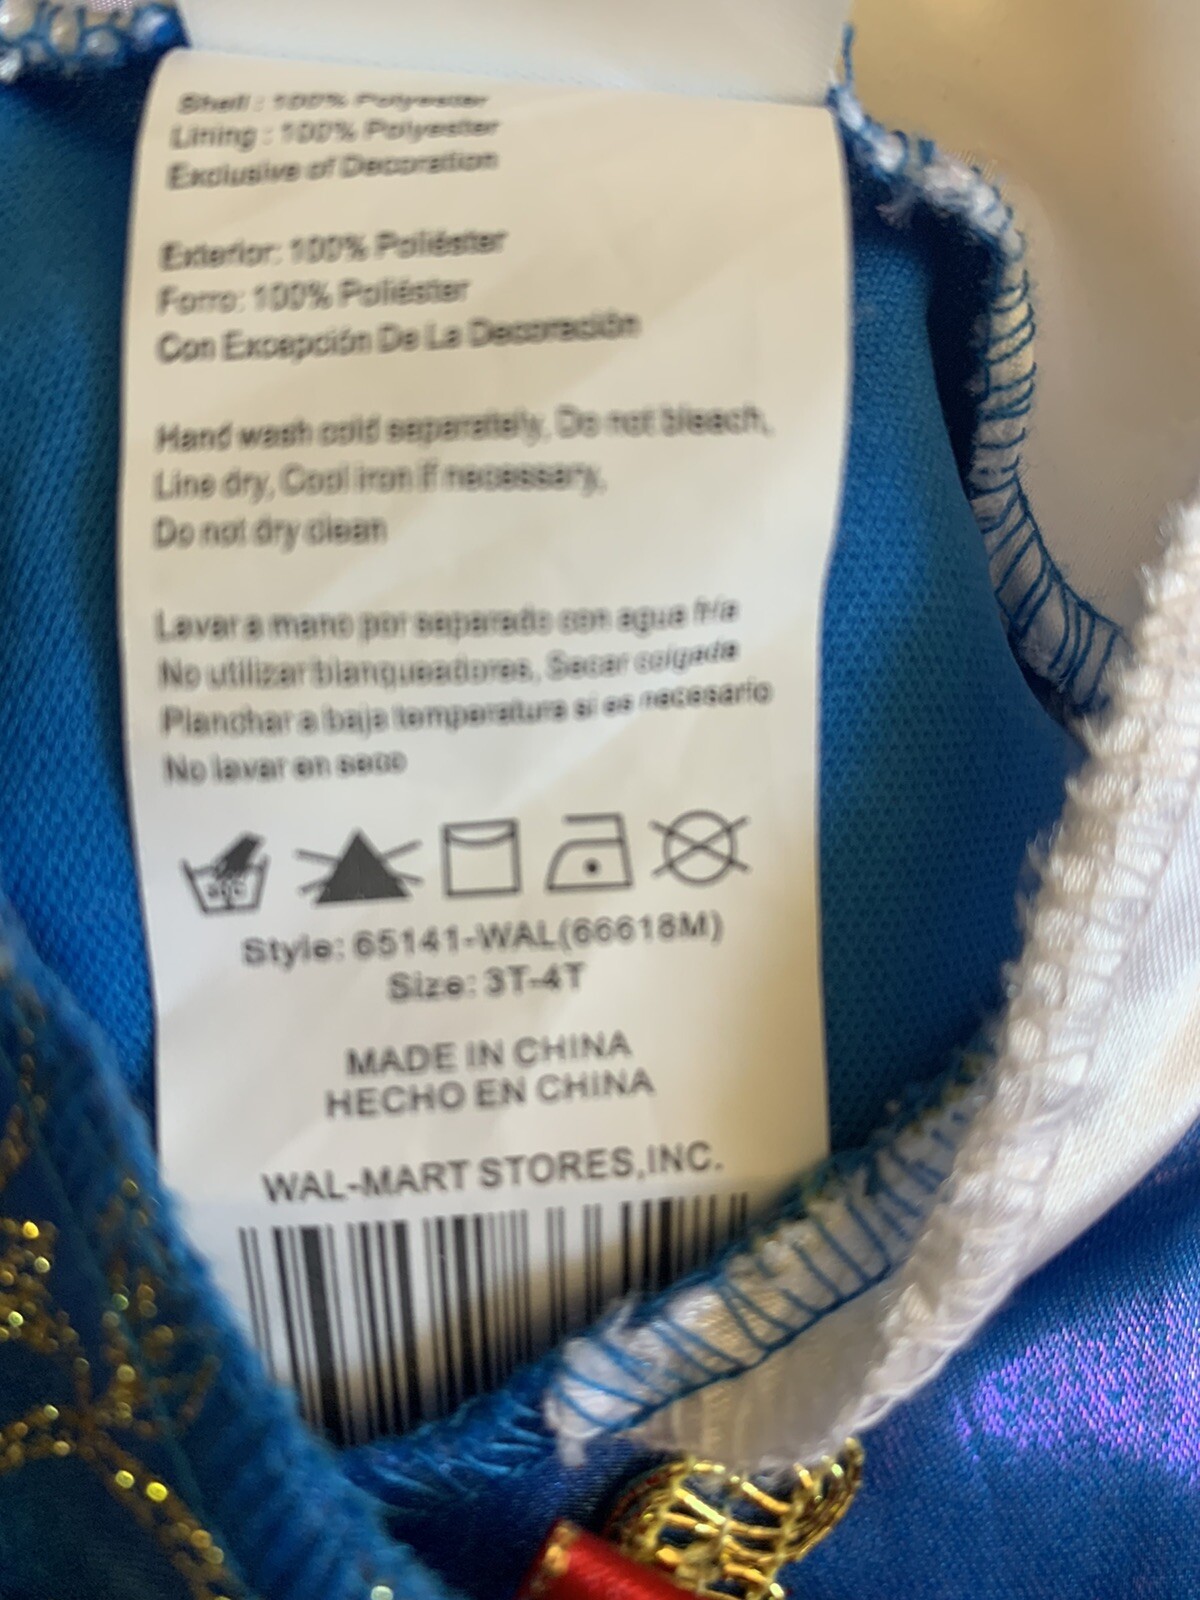 Shell : 100% Polyester
Lining : 100% Polyester
Exclusive of Decoration
Exterior: 100% Poliéster
Forro: 100% Poliéster
Con Excepción De La Decoración
Hand wash cold separately, Do not bleach,
Line dry, Cool iron if necessary,
Do not dry clean
Lavar a mano por separado con agua fría
No utilizar blanqueadores, Secar colgada
Planchar a baja temperatura si es necesario
No lavar en seco
Style: 65141-WAL(66618M)
Size: 3T-4T
MADE IN CHINA
HECHO EN CHINA
WAL-MART STORES,INC.